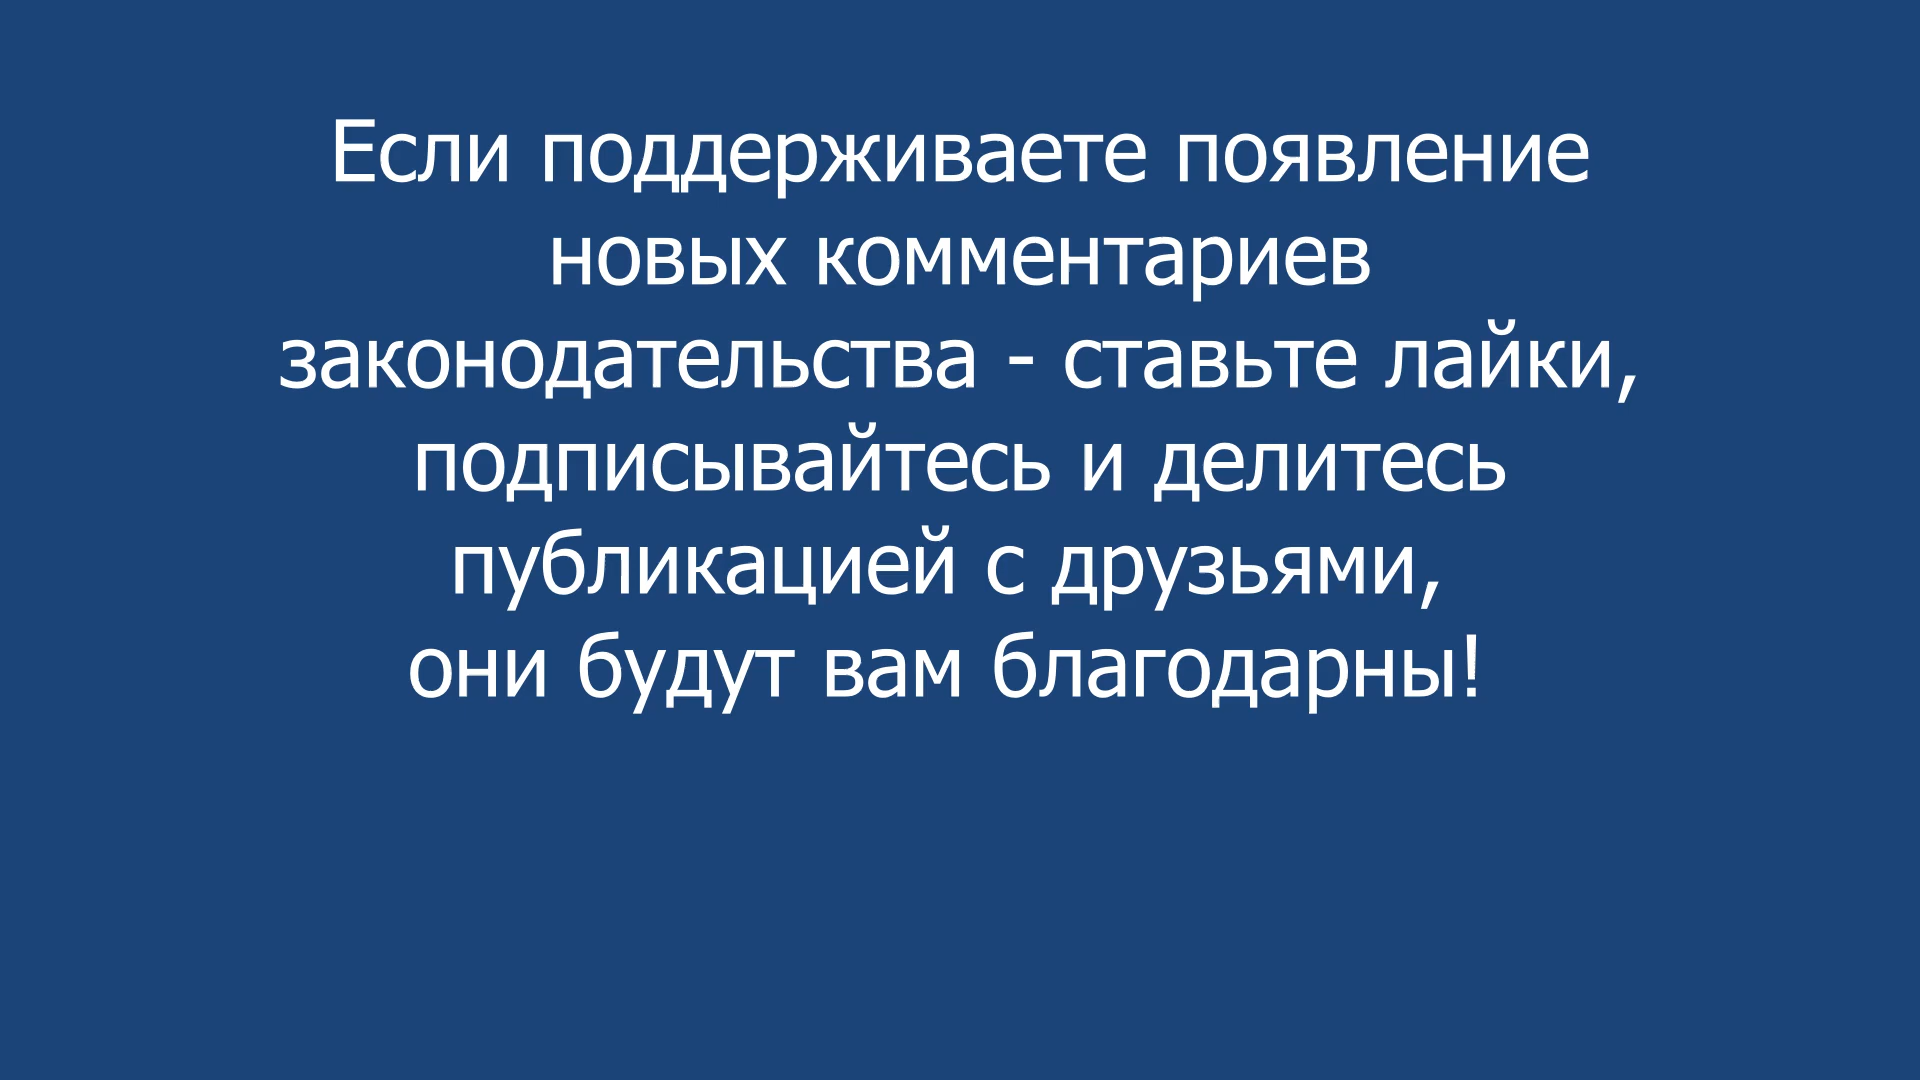 Если поддерживаете появление
новых комментариев
законодательства - ставьте лайки,
подписывайтесь и делитесь
публикацией с друзьями,
они будут вам благодарны!